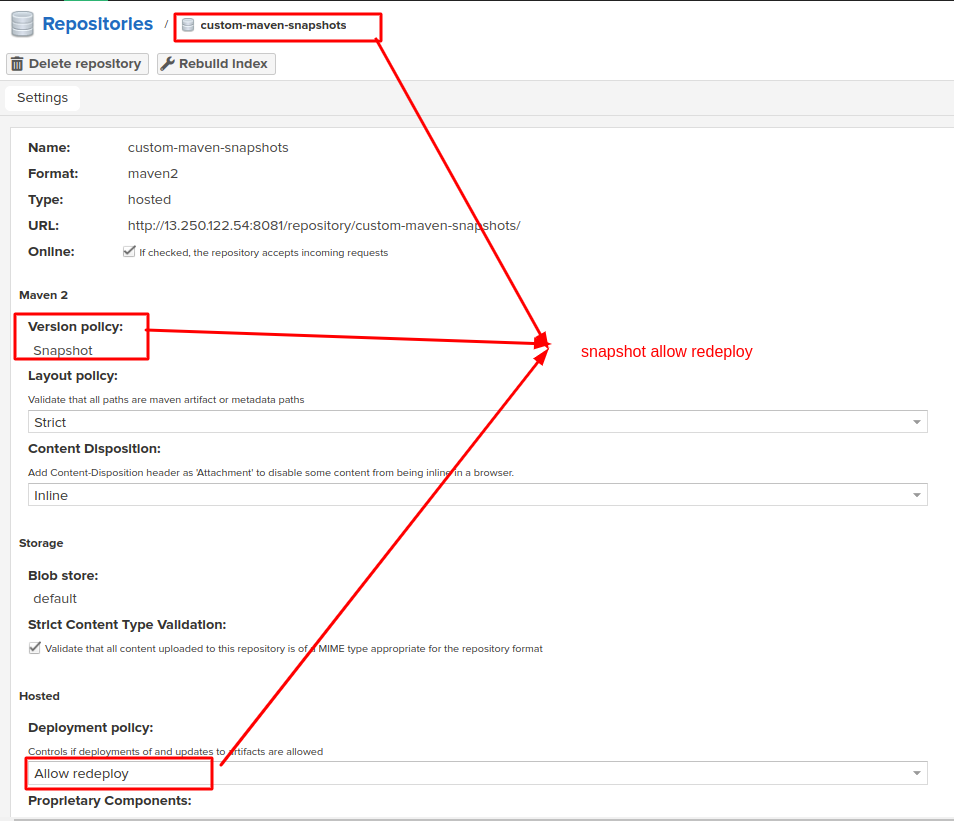 Repositories / custom-maven-snapshots
Delete repository Rebuild Index
Settings
Name: custom-maven-snapshots
Format: maven2
Type: hosted
URL: http://13.250.122.54:8081/repository/custom-maven-snapshots/
Online: If checked, the repository accepts incoming requests
Maven 2
Version policy:
Snapshot
snapshot allow redeploy
Layout policy:
Validate that all paths are maven artifact or metadata paths
Strict
Content Disposition:
Add Content-Disposition header as 'Attachment' to disable some content from being inline in a browser.
Inline
Storage
Blob store:
default
Strict Content Type Validation:
Validate that all content uploaded to this repository is of a MIME type appropriate for the repository format
Hosted
Deployment policy:
Controls if deployments of and updates to artifacts are allowed
Allow redeploy
Proprietary Components: